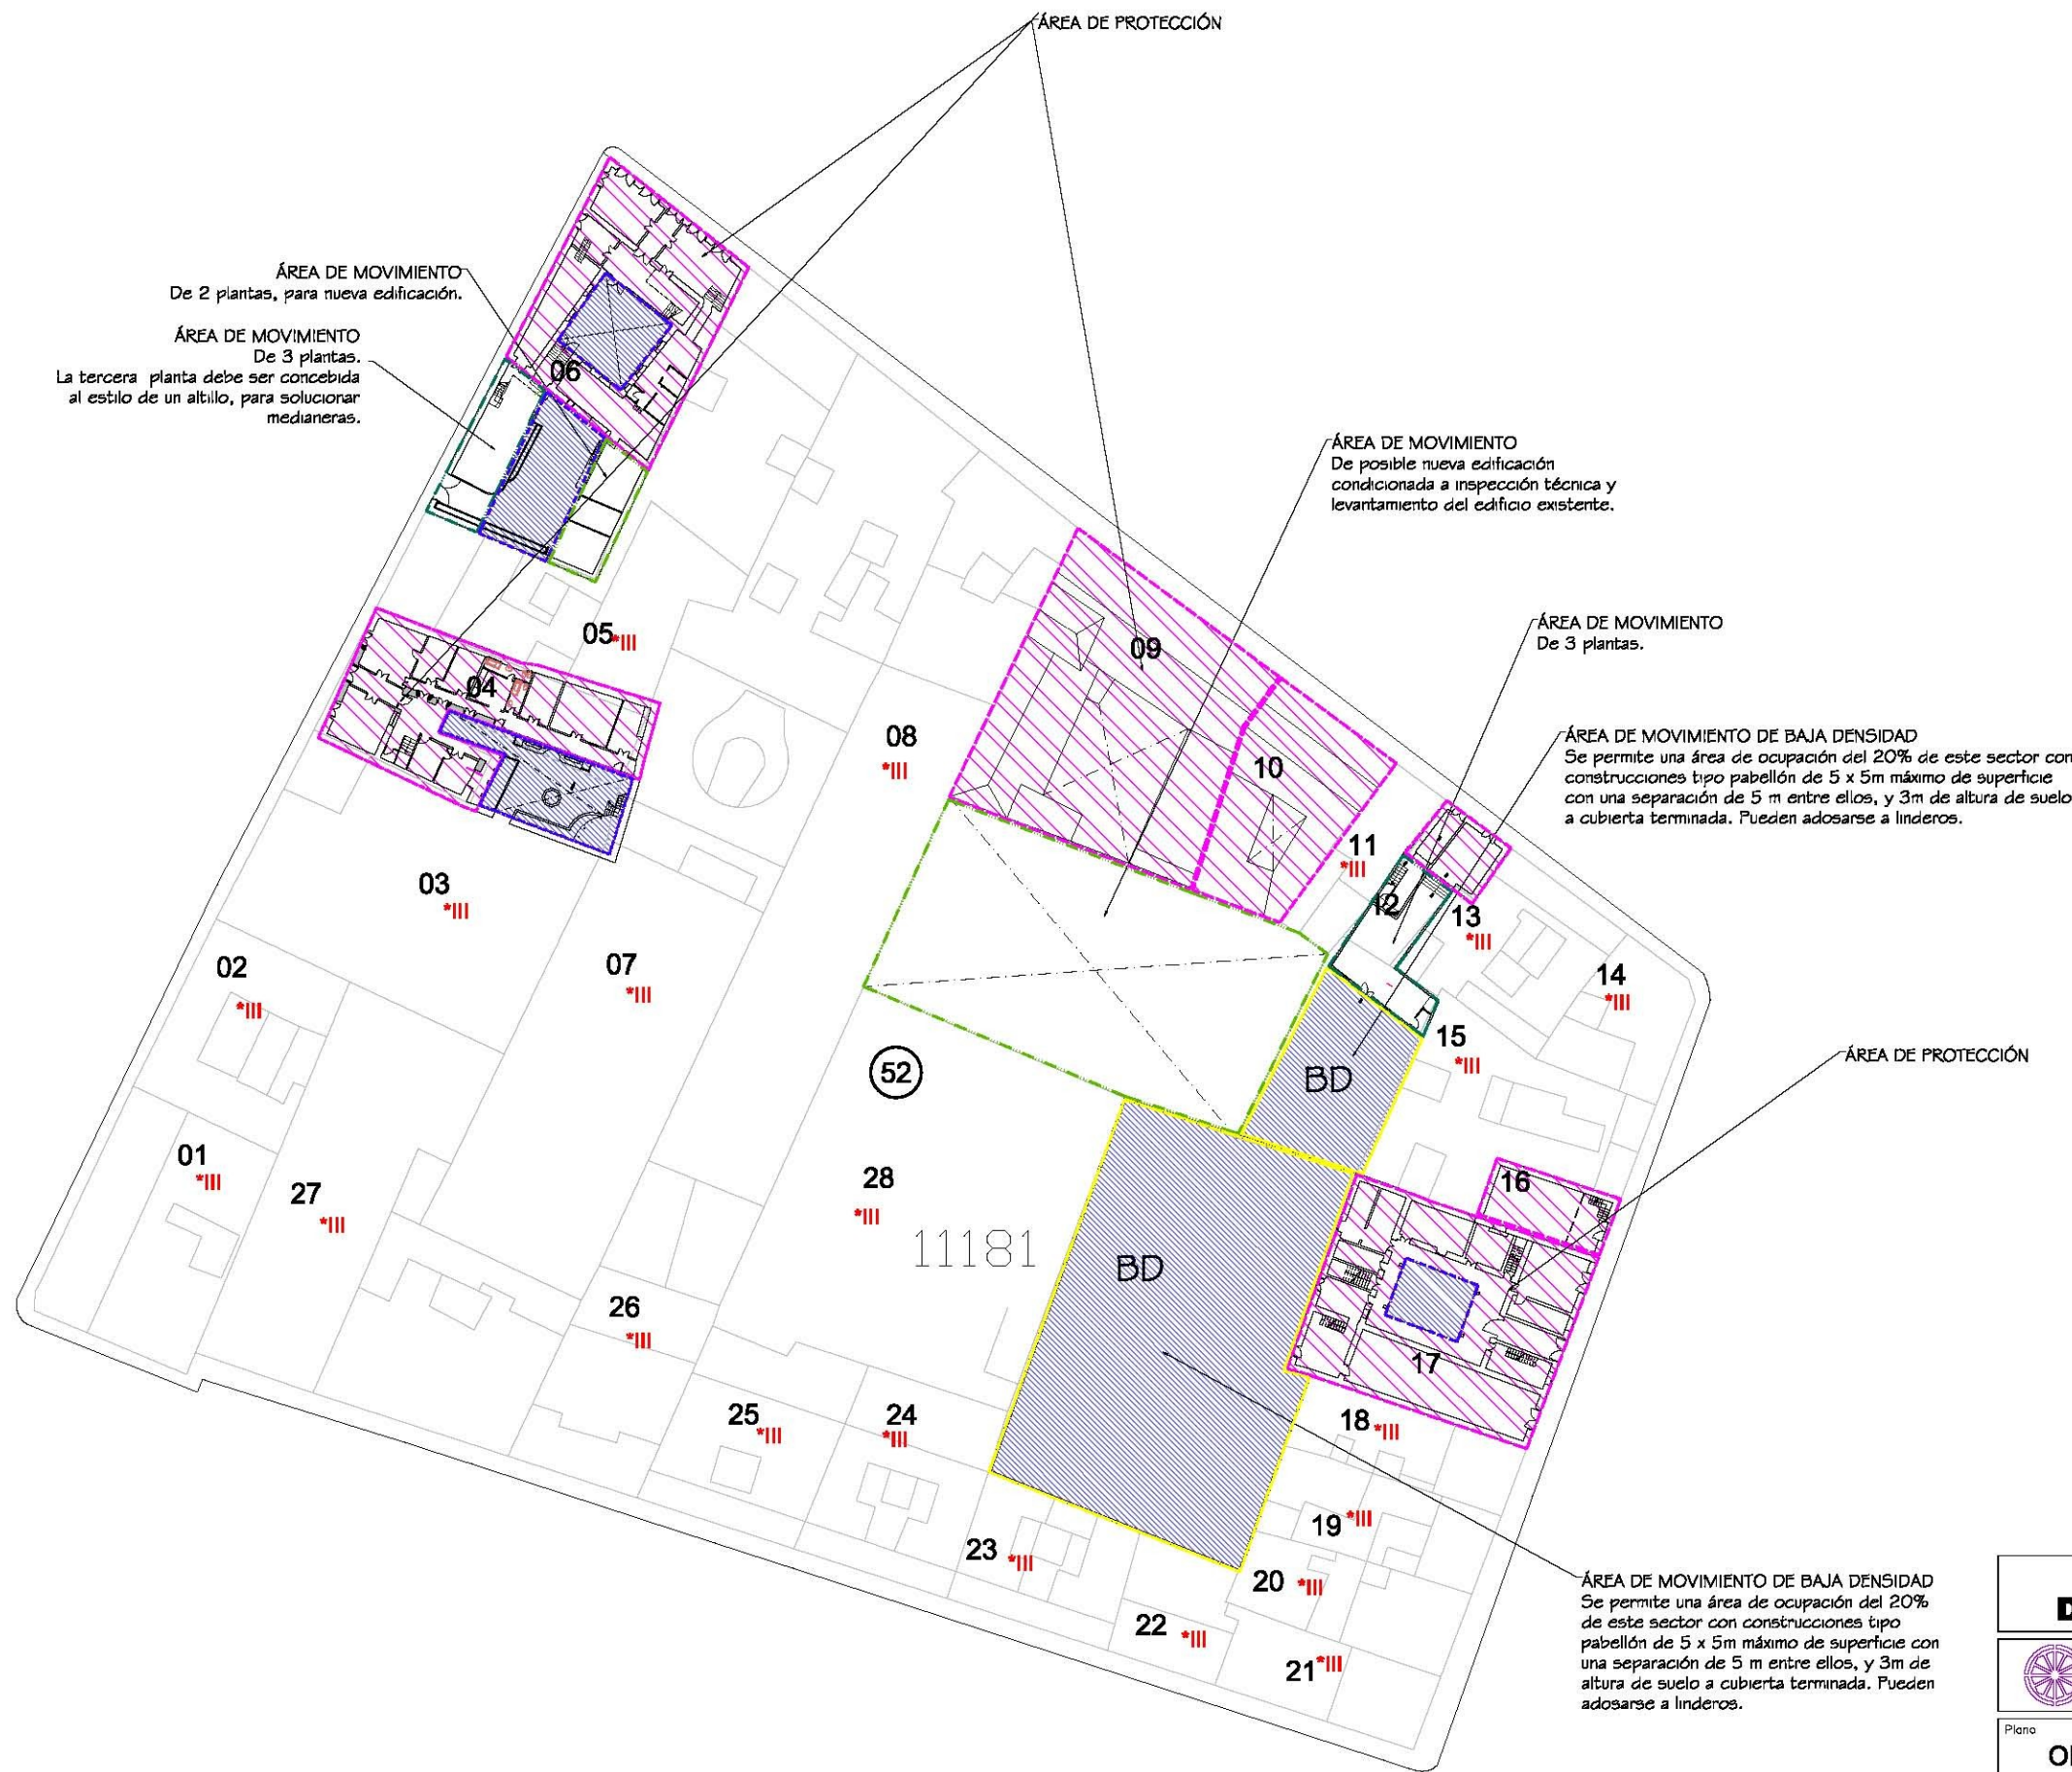 ÁREA DE PROTECCIÓN
ÁREA DE MOVIMIENTO
De 2 plantas, para nueva edificación.
ÁREA DE MOVIMIENTO
De 3 plantas.
La tercera planta debe ser concebida
al estilo de un altillo, para solucionar
medianeras.
06
ÁREA DE MOVIMIENTO
De posible nueva edificación
condicionada a inspección técnica y
levantamiento del edificio existente.
05
*III
09
ÁREA DE MOVIMIENTO
De 3 plantas.
04
08
*III
10
ÁREA DE MOVIMIENTO DE BAJA DENSIDAD
Se permite una área de ocupación del 20% de este sector con
construcciones tipo pabellón de 5 x 5m máximo de superficie
con una separación de 5 m entre ellos, y 3m de altura de suelo
a cubierta terminada. Pueden adosarse a linderos.
11
*III
03
*III
12
13
*III
02
*III
07
*III
14
*III
15
*III
52
BD
ÁREA DE PROTECCIÓN
01
*III
27
*III
28
*III
16
11181
BD
26
*III
17
25
*III
24
*III
18
*III
19
*III
23
*III
20
*III
22
*III
21
*III
ÁREA DE MOVIMIENTO DE BAJA DENSIDAD
Se permite una área de ocupación del 20%
de este sector con construcciones tipo
pabellón de 5 x 5m máximo de superficie con
una separación de 5 m entre ellos, y 3m de
altura de suelo a cubierta terminada. Pueden
adosarse a linderos.
Plano